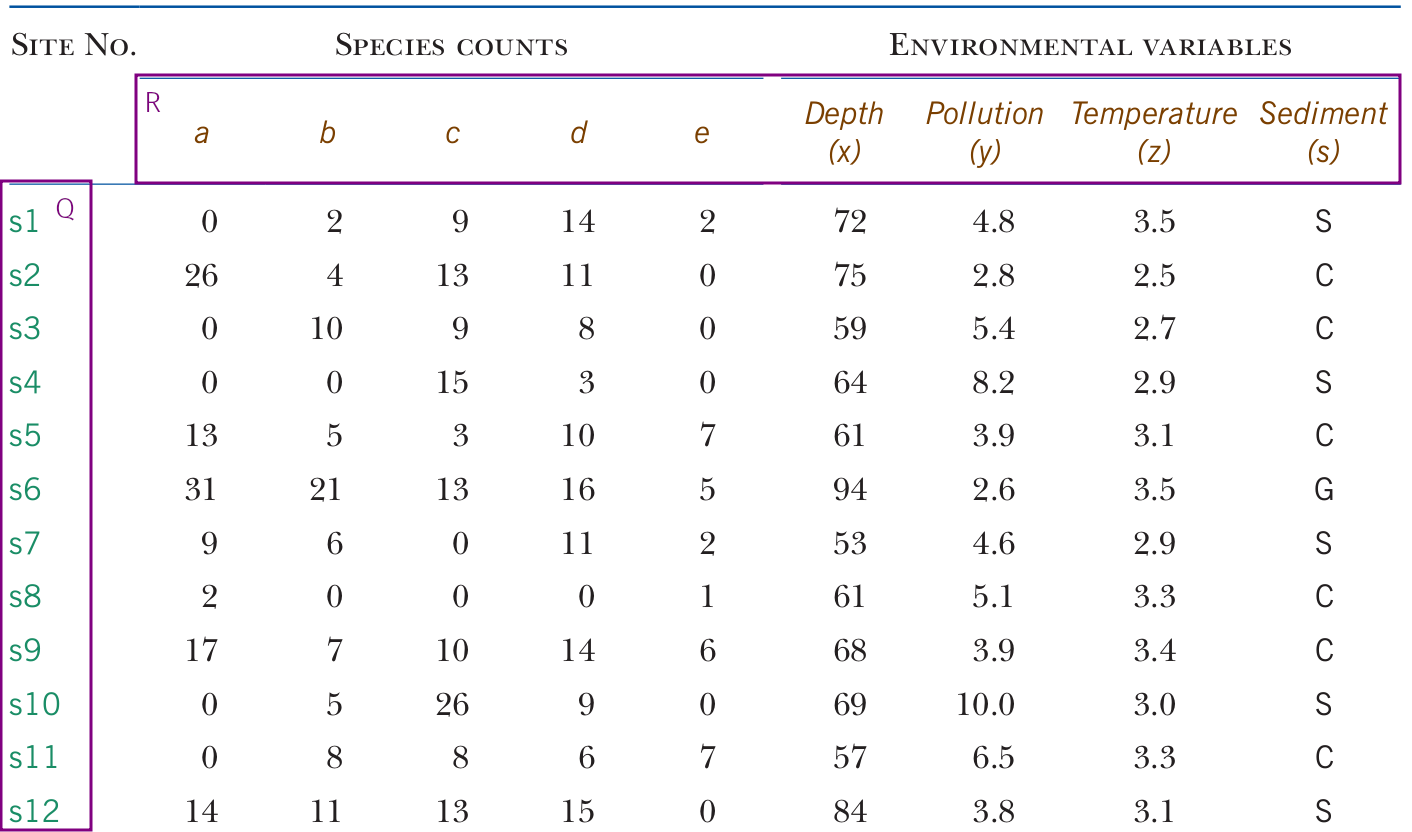 SITE NO. SPECIES COUNTS ENVIRONMENTAL VARIABLES
R a b c d e Depth (x) Pollution (y) Temperature (z) Sediment (s)
Q
s1 0 2 9 14 2 72 4.8 3.5 S
s2 26 4 13 11 0 75 2.8 2.5 C
s3 0 10 9 8 0 59 5.4 2.7 C
s4 0 0 15 3 0 64 8.2 2.9 S
s5 13 5 3 10 7 61 3.9 3.1 C
s6 31 21 13 16 5 94 2.6 3.5 G
s7 9 6 0 11 2 53 4.6 2.9 S
s8 2 0 0 0 1 61 5.1 3.3 C
s9 17 7 10 14 6 68 3.9 3.4 C
s10 0 5 26 9 0 69 10.0 3.0 S
s11 0 8 8 6 7 57 6.5 3.3 C
s12 14 11 13 15 0 84 3.8 3.1 S